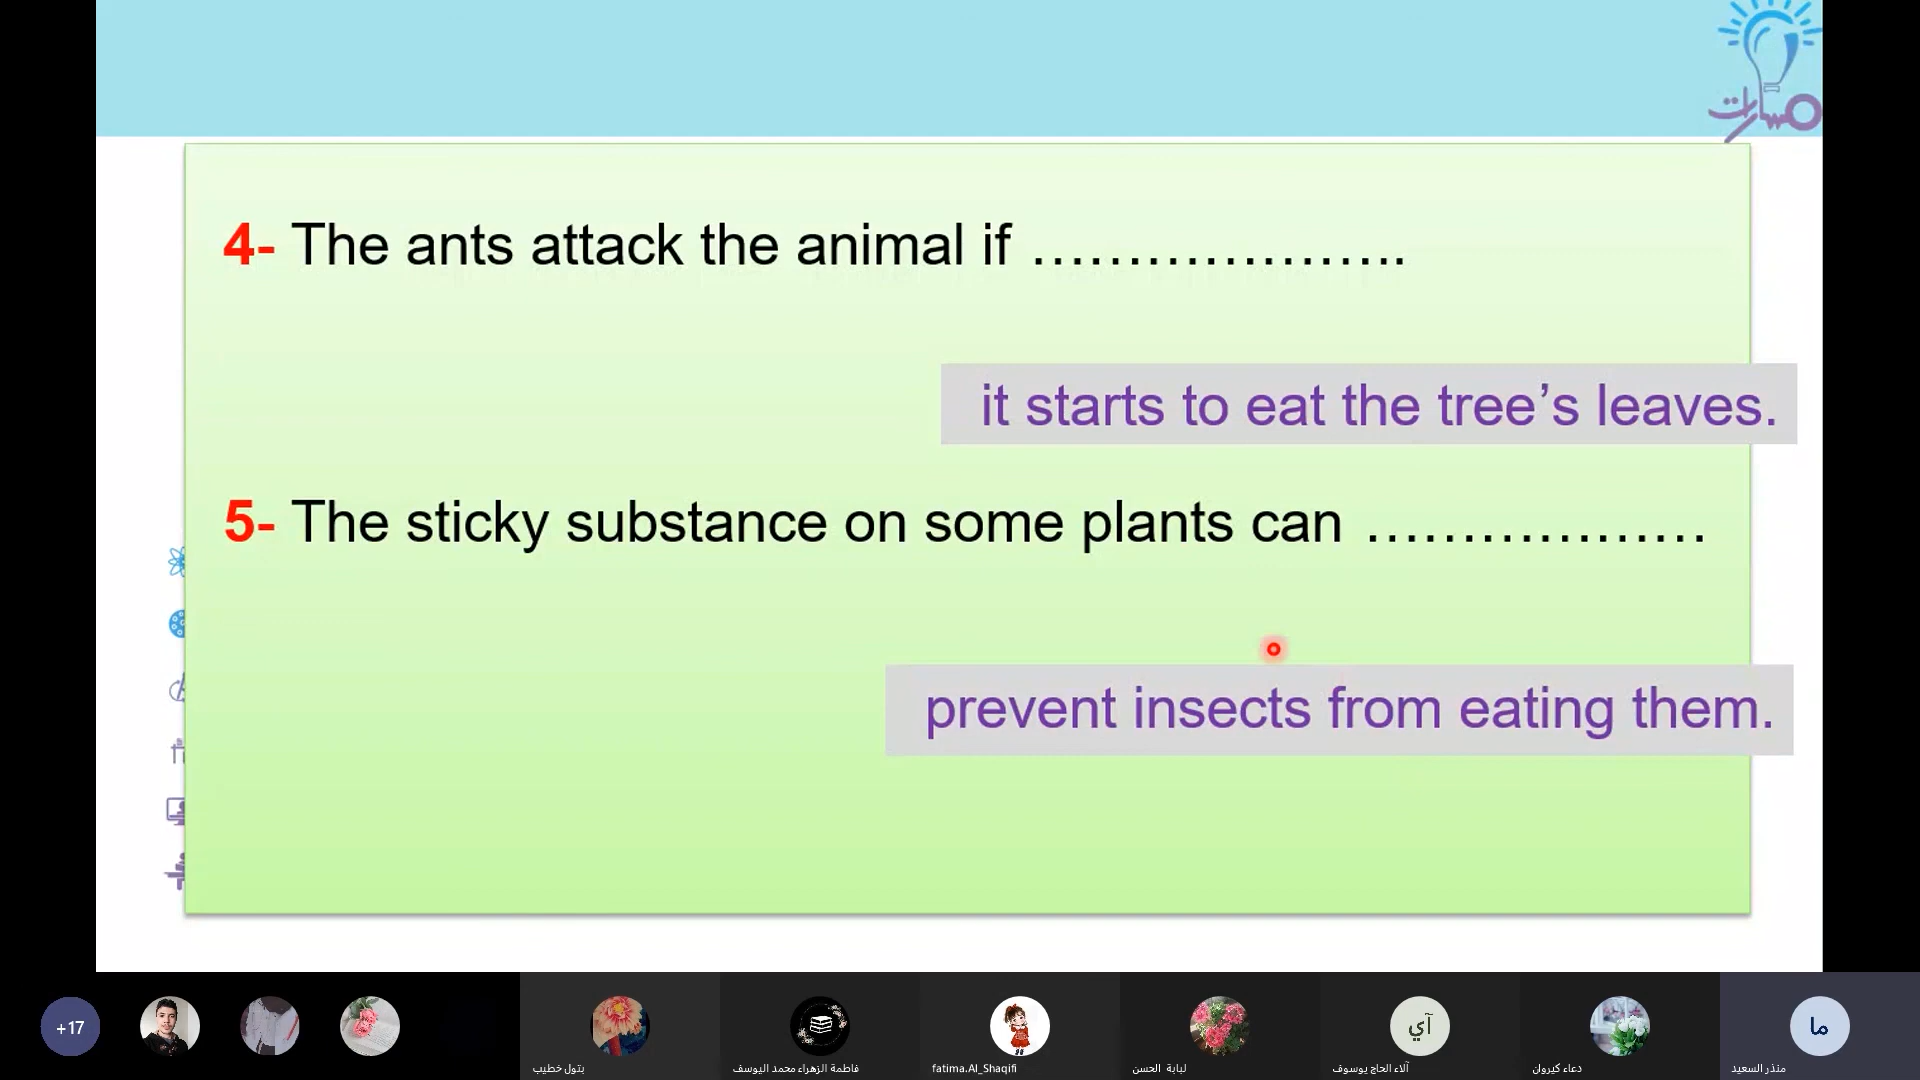 مسارات
4- The ants attack the animal if ………………..
it starts to eat the tree’s leaves.
5- The sticky substance on some plants can ………………
prevent insects from eating them.
+17
آي
ما
بتول خطيب
فاطمة الزهراء محمد اليوسف
fatima.Al_Shaqifi
لبابة الحسن
آلاء الحاج يوسوف
دعاء كيروان
منذر السعيد